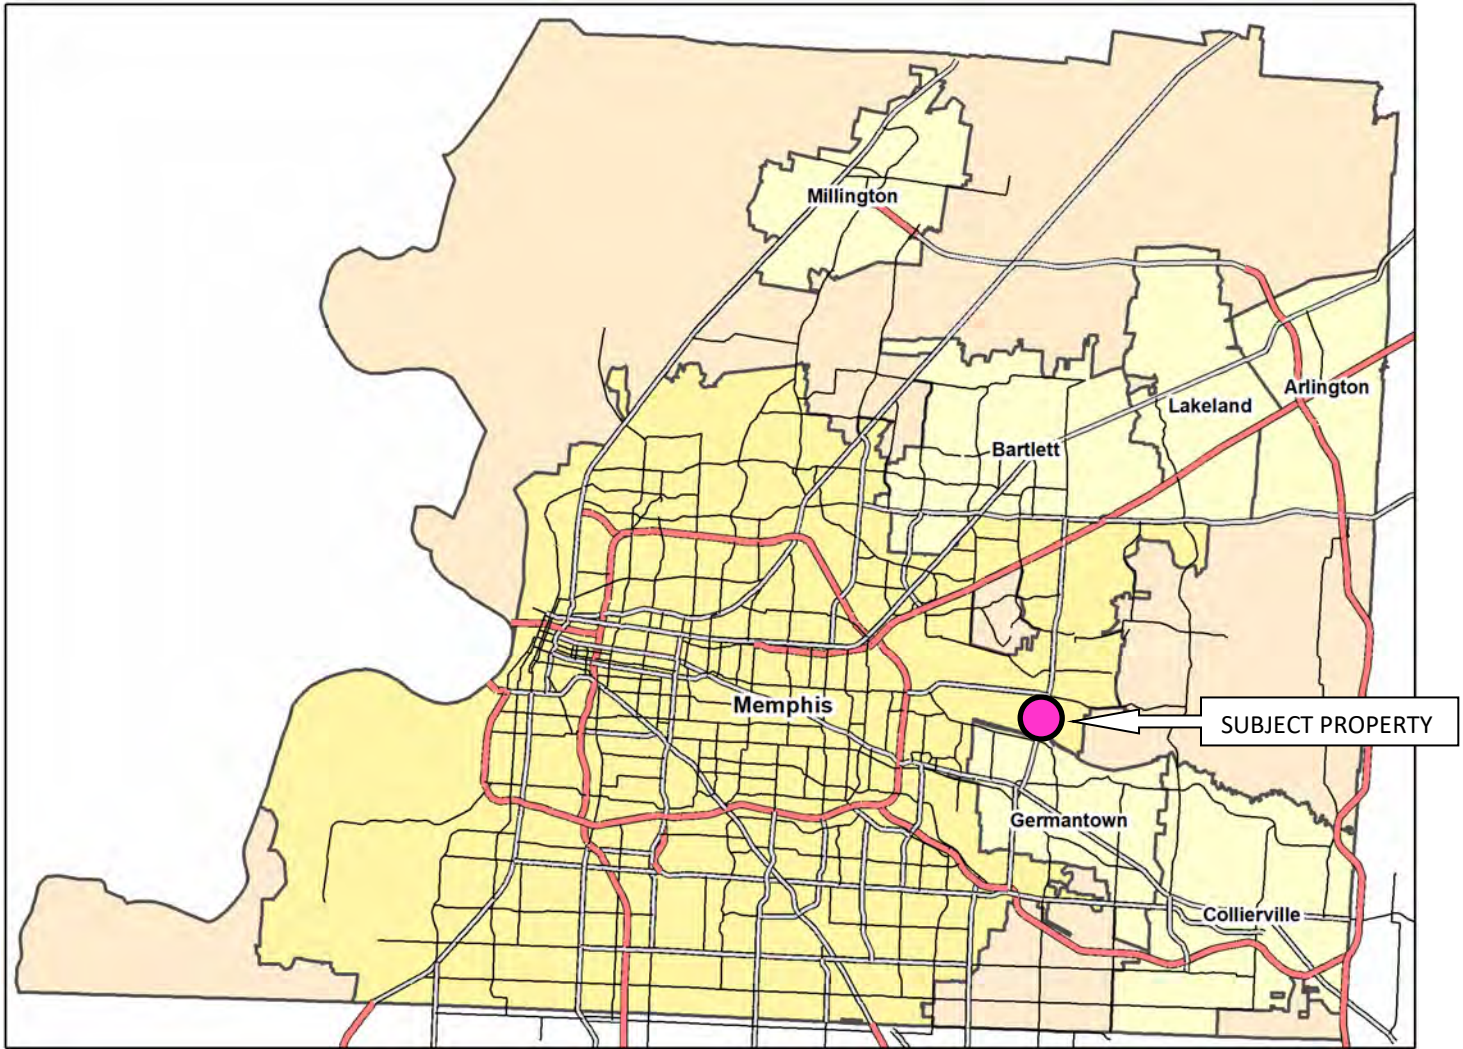 Millington
Arlington
Lakeland
Bartlett
Memphis
SUBJECT PROPERTY
Germantown
Collierville